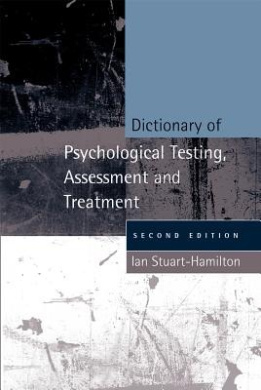 Dictionary of
Psychological Testing,
Assessment and
Treatment
SECOND EDITION
Ian Stuart-Hamilton